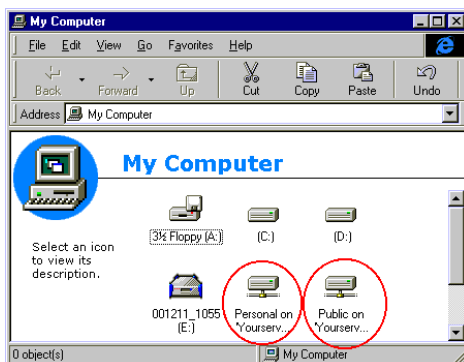 My Computer
File Edit View Go Favorites Help
Back Forward Up Cut Copy Paste Undo
Address My Computer
My Computer
Select an icon
to view its
description.
3½ Floppy (A:) (C:) (D:)
001211_1055
(E:)
Personal on
'Yourserv...
Public on
'Yourserv...
0 object(s) My Computer